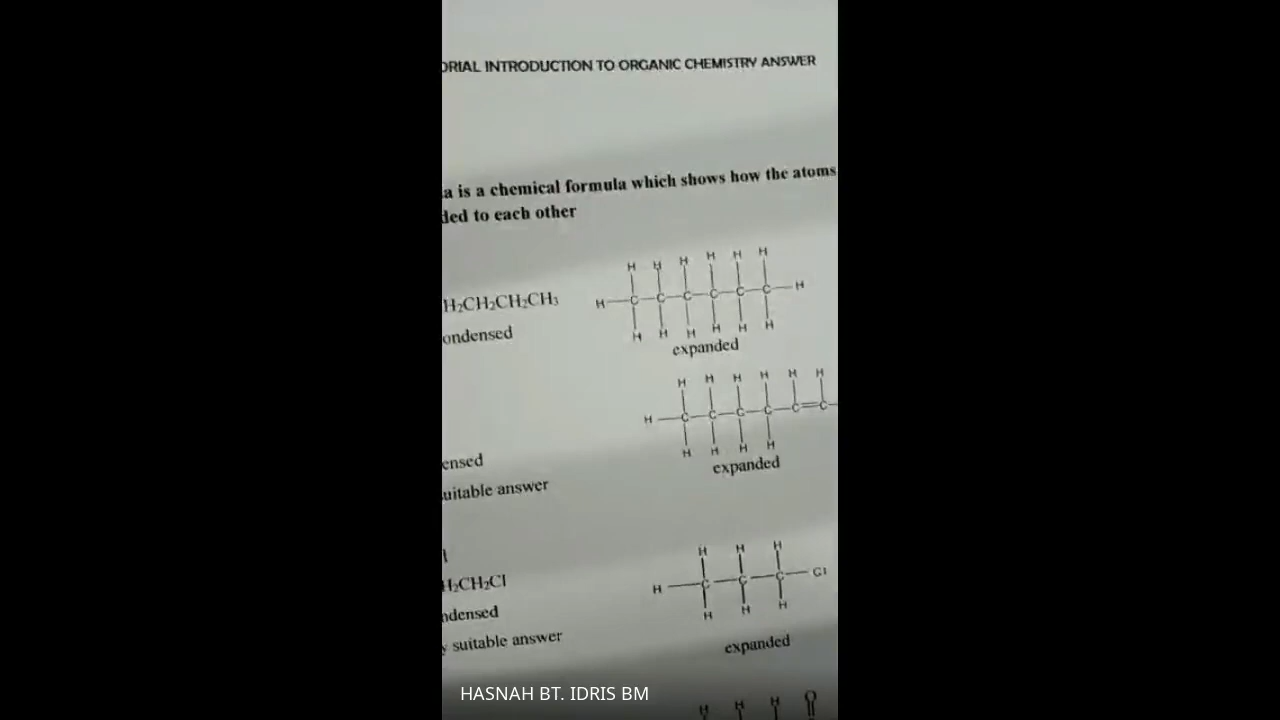 ORIAL INTRODUCTION TO ORGANIC CHEMISTRY ANSWER
a is a chemical formula which shows how the atoms
ded to each other
H H H H H H
H₂CH₂CH₂CH₃
H—C—C—C—C—C—C—H
ondensed
H H H H H H
expanded
H H H H H H
H—C—C—C—C—C=C—
H H H H
ensed
expanded
uitable answer
H H H
H₂CH₂Cl
H—C—C—C—Cl
ndensed
H H H
y suitable answer
expanded
H H H O
HASNAH BT. IDRIS BM